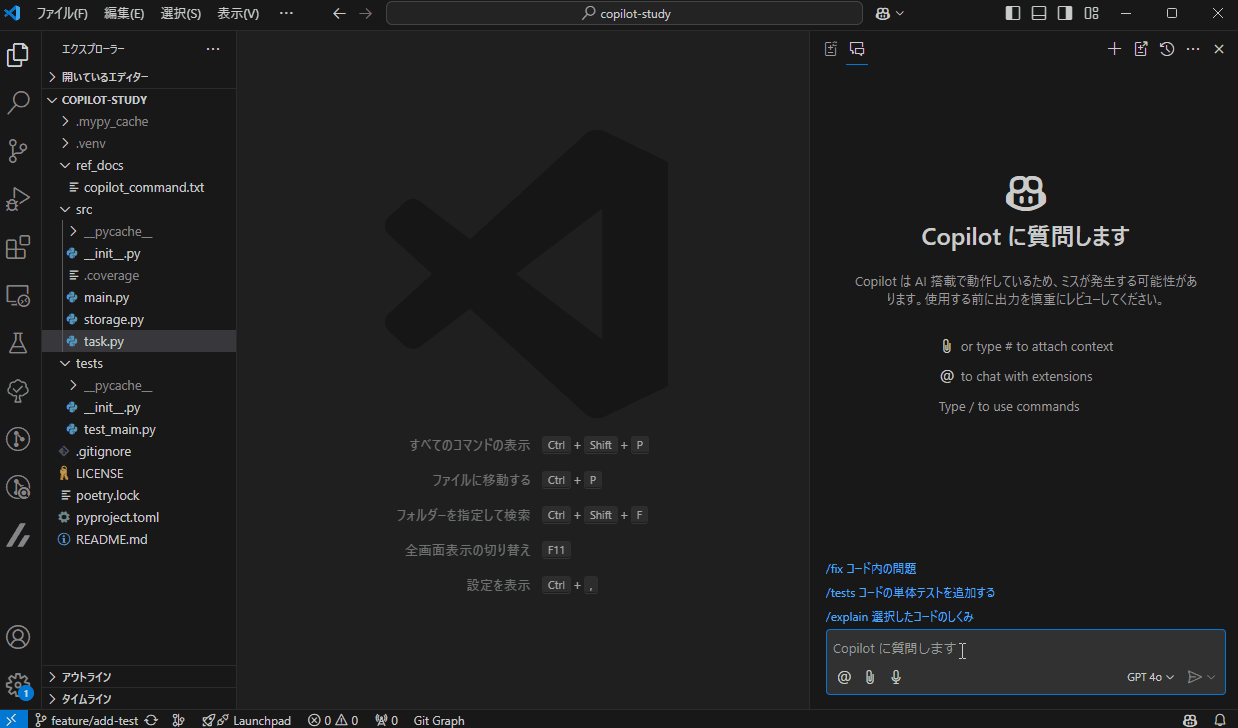 ファイル(F) 編集(E) 選択(S) 表示(V) ··· copilot-study
エクスプローラー ···
開いているエディター
COPILOT-STUDY
.mypy_cache
.venv
ref_docs
copilot_command.txt
src
__pycache__
__init__.py
.coverage
main.py
storage.py
task.py
tests
__pycache__
__init__.py
test_main.py
.gitignore
LICENSE
poetry.lock
pyproject.toml
README.md
アウトライン
タイムライン
1
すべてのコマンドの表示 Ctrl + Shift + P
ファイルに移動する Ctrl + P
フォルダーを指定して検索 Ctrl + Shift + F
全画面表示の切り替え F11
設定を表示 Ctrl + ,
Copilot に質問します
Copilot は AI 搭載で動作しているため、ミスが発生する可能性があ
ります。使用する前に出力を慎重にレビューしてください。
or type # to attach context
@ to chat with extensions
Type / to use commands
/fix コード内の問題
/tests コードの単体テストを追加する
/explain 選択したコードのしくみ
Copilot に質問します
@ GPT 4o
feature/add-test Launchpad 0 0 0 Git Graph